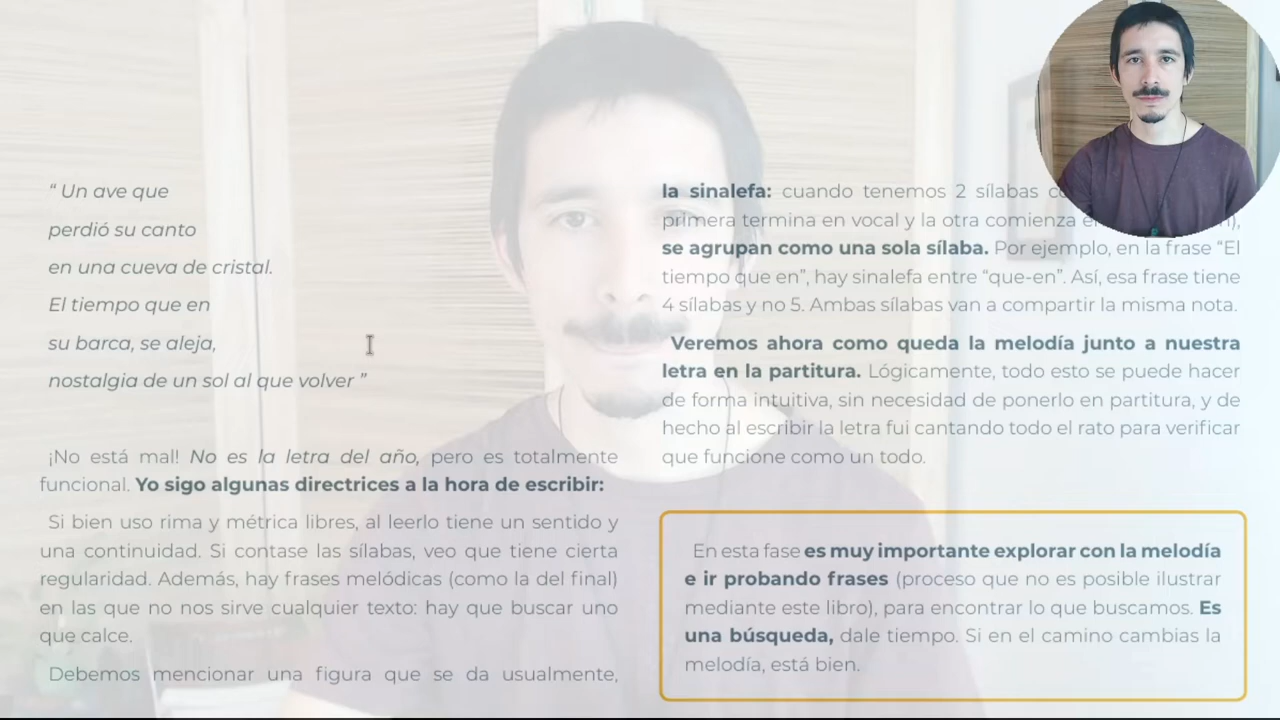 “ Un ave que
perdió su canto
en una cueva de cristal.
El tiempo que en
su barca, se aleja,
nostalgia de un sol al que volver ”
¡No está mal! No es la letra del año, pero es totalmente
funcional. Yo sigo algunas directrices a la hora de escribir:
Si bien uso rima y métrica libres, al leerlo tiene un sentido y
una continuidad. Si contase las sílabas, veo que tiene cierta
regularidad. Además, hay frases melódicas (como la del final)
en las que no nos sirve cualquier texto: hay que buscar uno
que calce.
Debemos mencionar una figura que se da usualmente,
la sinalefa: cuando tenemos 2 sílabas
primera termina en vocal y la otra comienza
se agrupan como una sola sílaba. Por ejemplo, en la frase “El
tiempo que en”, hay sinalefa entre “que-en”. Así, esa frase tiene
4 sílabas y no 5. Ambas sílabas van a compartir la misma nota.
Veremos ahora como queda la melodía junto a nuestra
letra en la partitura. Lógicamente, todo esto se puede hacer
de forma intuitiva, sin necesidad de ponerlo en partitura, y de
hecho al escribir la letra fui cantando todo el rato para verificar
que funcione como un todo.
En esta fase es muy importante explorar con la melodía
e ir probando frases (proceso que no es posible ilustrar
mediante este libro), para encontrar lo que buscamos. Es
una búsqueda, dale tiempo. Si en el camino cambias la
melodía, está bien.